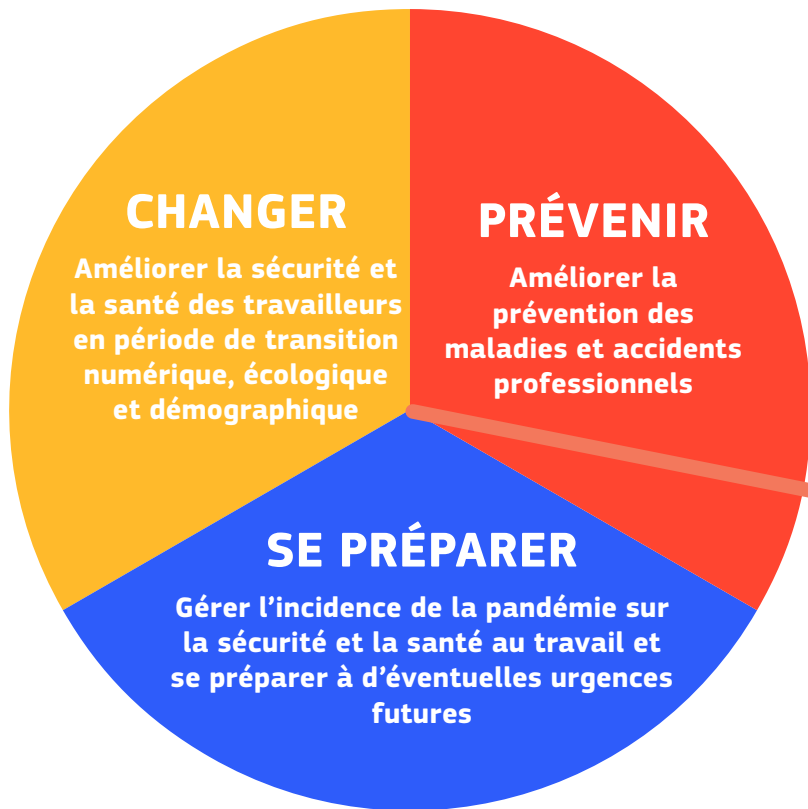 CHANGER
Améliorer la sécurité et
la santé des travailleurs
en période de transition
numérique, écologique
et démographique
PRÉVENIR
Améliorer la
prévention des
maladies et accidents
professionnels
SE PRÉPARER
Gérer l’incidence de la pandémie sur
la sécurité et la santé au travail et
se préparer à d’éventuelles urgences
futures